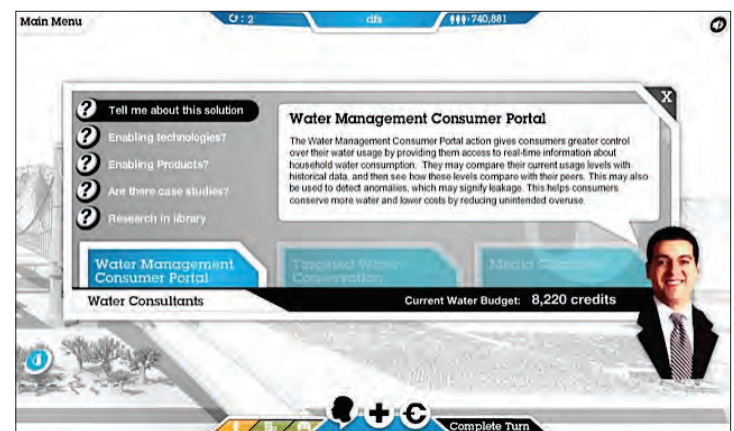 Main Menu
: 2
cifs
740,881
X
? Tell me about this solution
? Enabling technologies?
? Enabling Products?
? Are there case studies?
? Research in library
Water Management Consumer Portal
The Water Management Consumer Portal action gives consumers greater control
over their water usage by providing them access to real-time information about
household water consumption. They may compare their current usage levels with
historical data, and then see how these levels compare with their peers. This may also
be used to detect anomalies, which may signify leakage. This helps consumers
conserve more water and lower costs by reducing unintended overuse.
Water Management
Consumer Portal
Targeted Water
Conservation
Media
Water Consultants
Current Water Budget: 8,220 credits
Complete Turn